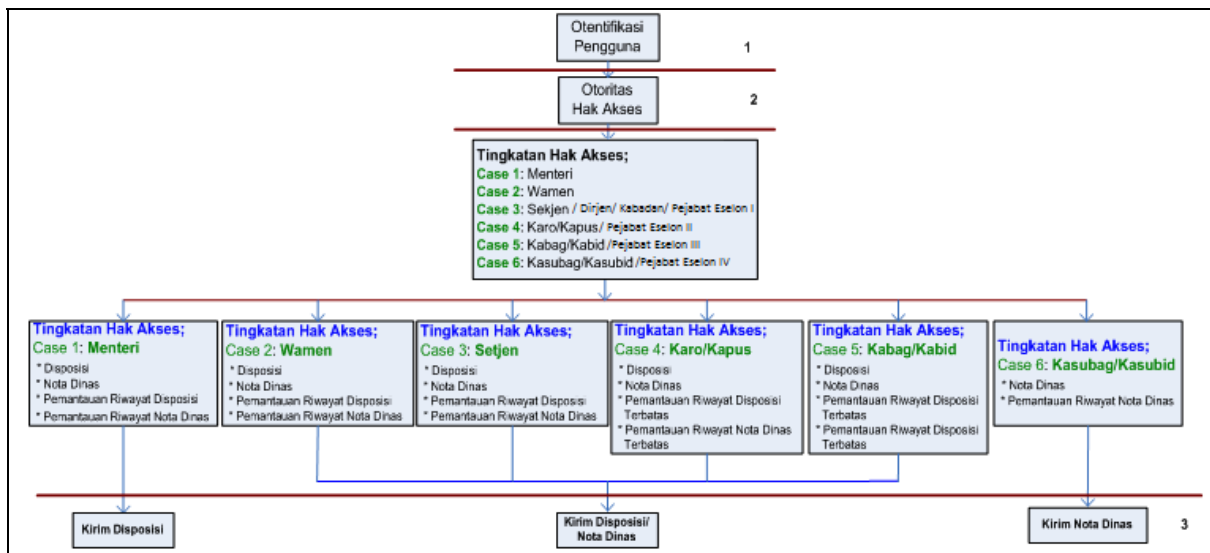 Otentifikasi
Pengguna
1
Otoritas
Hak Akses
2
Tingkatan Hak Akses;
Case 1: Menteri
Case 2: Wamen
Case 3: Sekjen / Dirjen/ Kabadan/ Pejabat Eselon I
Case 4: Karo/Kapus/ Pejabat Eselon II
Case 5: Kabag/Kabid /Pejabat Eselon III
Case 6: Kasubag/Kasubid /Pejabat Eselon IV
Tingkatan Hak Akses;
Case 1: Menteri
* Disposisi
* Nota Dinas
* Pemantauan Riwayat Disposisi
* Pemantauan Riwayat Nota Dinas
Tingkatan Hak Akses;
Case 2: Wamen
* Disposisi
* Nota Dinas
* Pemantauan Riwayat Disposisi
* Pemantauan Riwayat Nota Dinas
Tingkatan Hak Akses;
Case 3: Setjen
* Disposisi
* Nota Dinas
* Pemantauan Riwayat Disposisi
* Pemantauan Riwayat Nota Dinas
Tingkatan Hak Akses;
Case 4: Karo/Kapus
* Disposisi
* Nota Dinas
* Pemantauan Riwayat Disposisi
Terbatas
* Pemantauan Riwayat Nota Dinas
Terbatas
Tingkatan Hak Akses;
Case 5: Kabag/Kabid
* Disposisi
* Nota Dinas
* Pemantauan Riwayat Disposisi
Terbatas
* Pemantauan Riwayat Disposisi
Terbatas
Tingkatan Hak Akses;
Case 6: Kasubag/Kasubid
* Nota Dinas
* Pemantauan Riwayat Nota Dinas
Kirim Disposisi
Kirim Disposisi/
Nota Dinas
Kirim Nota Dinas
3